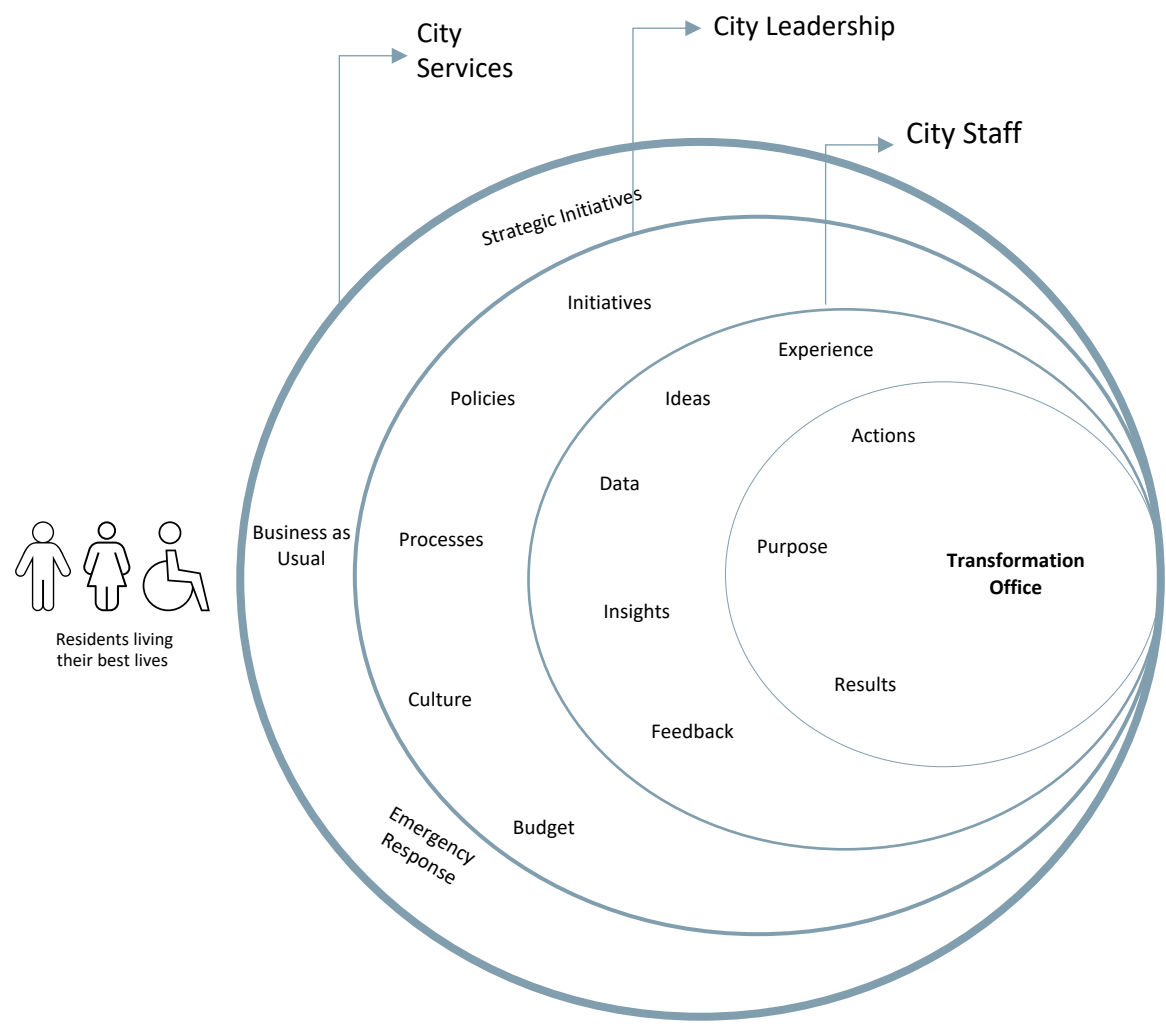 City
Services
City Leadership
City Staff
Strategic Initiatives
Initiatives
Experience
Policies
Ideas
Actions
Data
Business as
Usual
Processes
Purpose
Transformation
Office
Insights
Residents living
their best lives
Results
Culture
Feedback
Emergency
Response
Budget